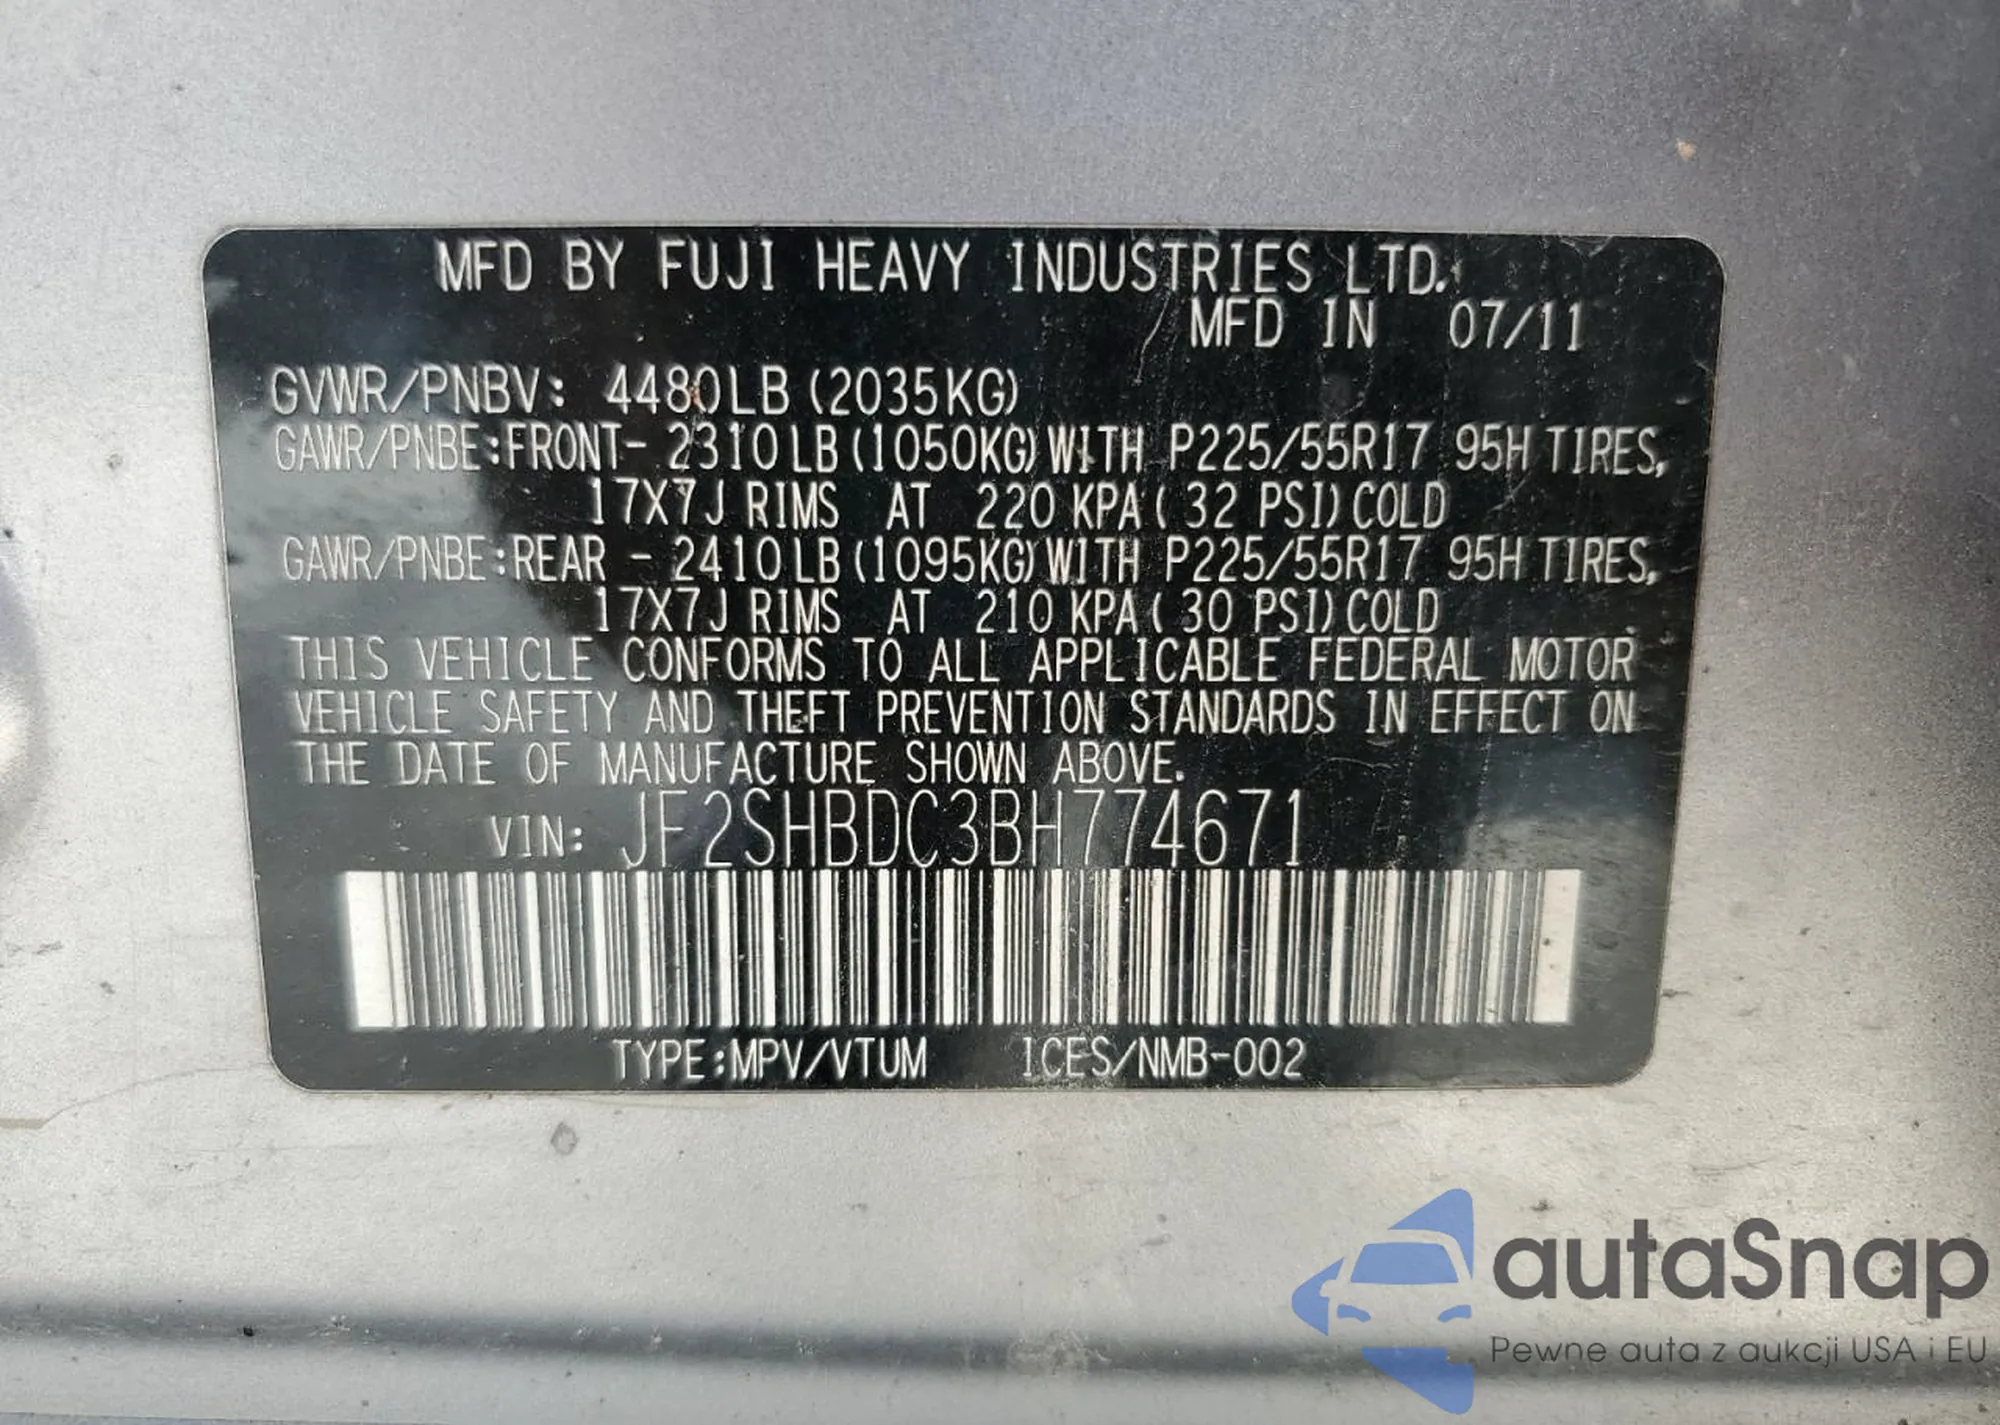 MFD BY FUJI HEAVY INDUSTRIES LTD.
MFD IN 07/11
GVWR/PNBV: 4480LB (2035KG)
GAWR/PNBE:FRONT- 2310LB(1050KG)WITH P225/55R17 95H TIRES,
17X7J RIMS AT 220 KPA( 32 PSI)COLD
GAWR/PNBE:REAR - 2410LB(1095KG)WITH P225/55R17 95H TIRES,
17X7J RIMS AT 210 KPA( 30 PSI)COLD
THIS VEHICLE CONFORMS TO ALL APPLICABLE FEDERAL MOTOR
VEHICLE SAFETY AND THEFT PREVENTION STANDARDS IN EFFECT ON
THE DATE OF MANUFACTURE SHOWN ABOVE.
VIN: JF2SHBDC3BH774671
TYPE:MPV/VTUM ICES/NMB-002
autaSnap
Pewne auta z aukcji USA i EU